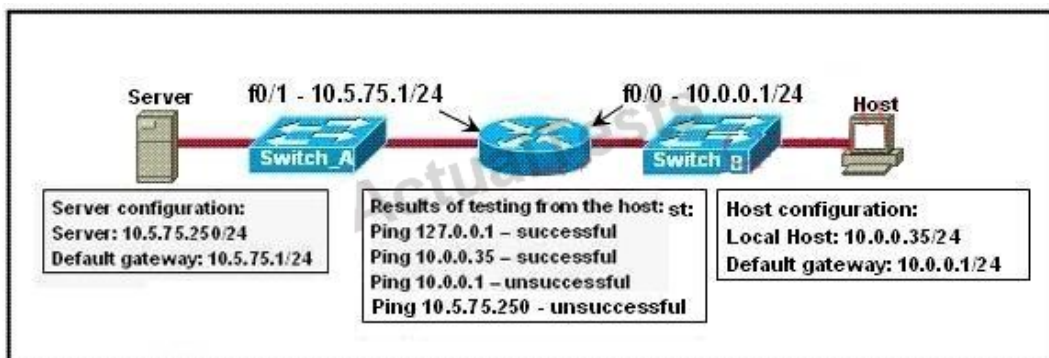 Server
f0/1 - 10.5.75.1/24
f0/0 - 10.0.0.1/24
Host
Switch_A
Switch_B
ActualTests
Server configuration:
Server: 10.5.75.250/24
Default gateway: 10.5.75.1/24
Results of testing from the host: st:
Ping 127.0.0.1 – successful
Ping 10.0.0.35 – successful
Ping 10.0.0.1 – unsuccessful
Ping 10.5.75.250 - unsuccessful
Host configuration:
Local Host: 10.0.0.35/24
Default gateway: 10.0.0.1/24